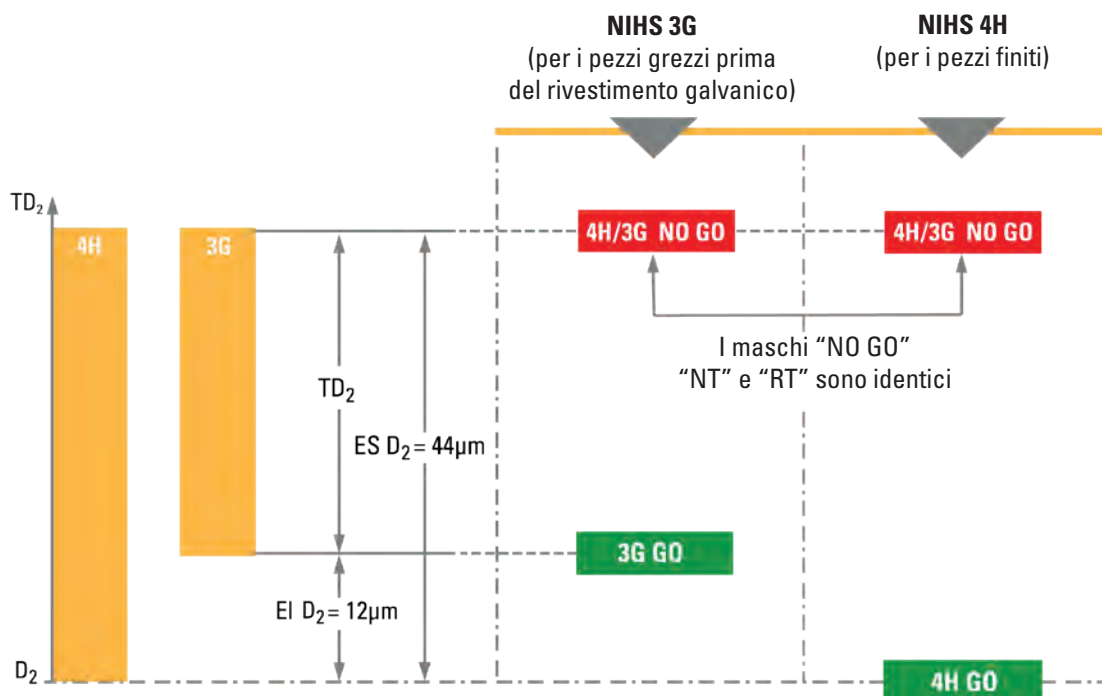 NIHS 3G
(per i pezzi grezzi prima
del rivestimento galvanico)
NIHS 4H
(per i pezzi finiti)
TD₂
4H
3G
4H/3G NO GO
4H/3G NO GO
I maschi “NO GO”
“NT” e “RT” sono identici
TD₂
ES D₂ = 44µm
3G GO
EI D₂ = 12µm
D₂
4H GO